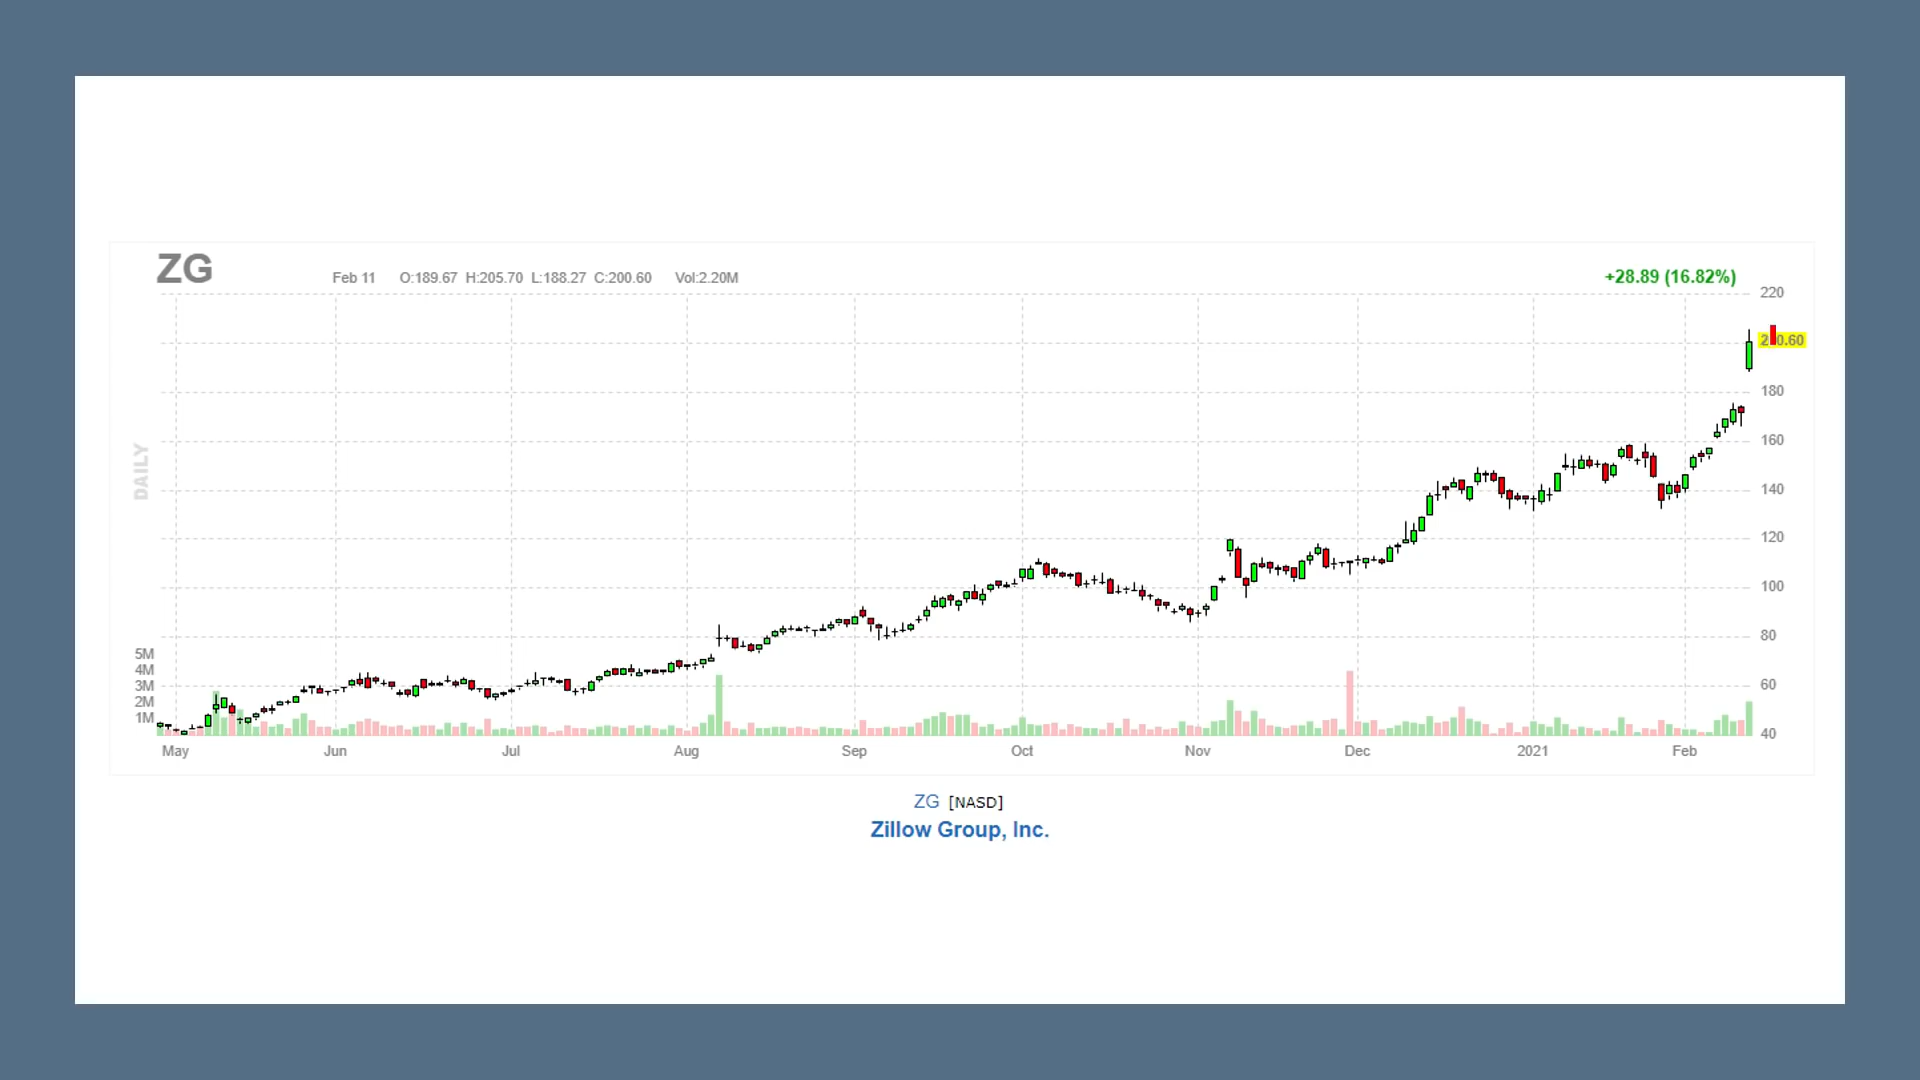 ZG Feb 11 O:189.67 H:205.70 L:188.27 C:200.60 Vol:2.20M +28.89 (16.82%)
220
180
160
140
120
100
80
60
40
DAILY
5M
4M
3M
2M
1M
May Jun Jul Aug Sep Oct Nov Dec 2021 Feb
ZG [NASD]
Zillow Group, Inc.